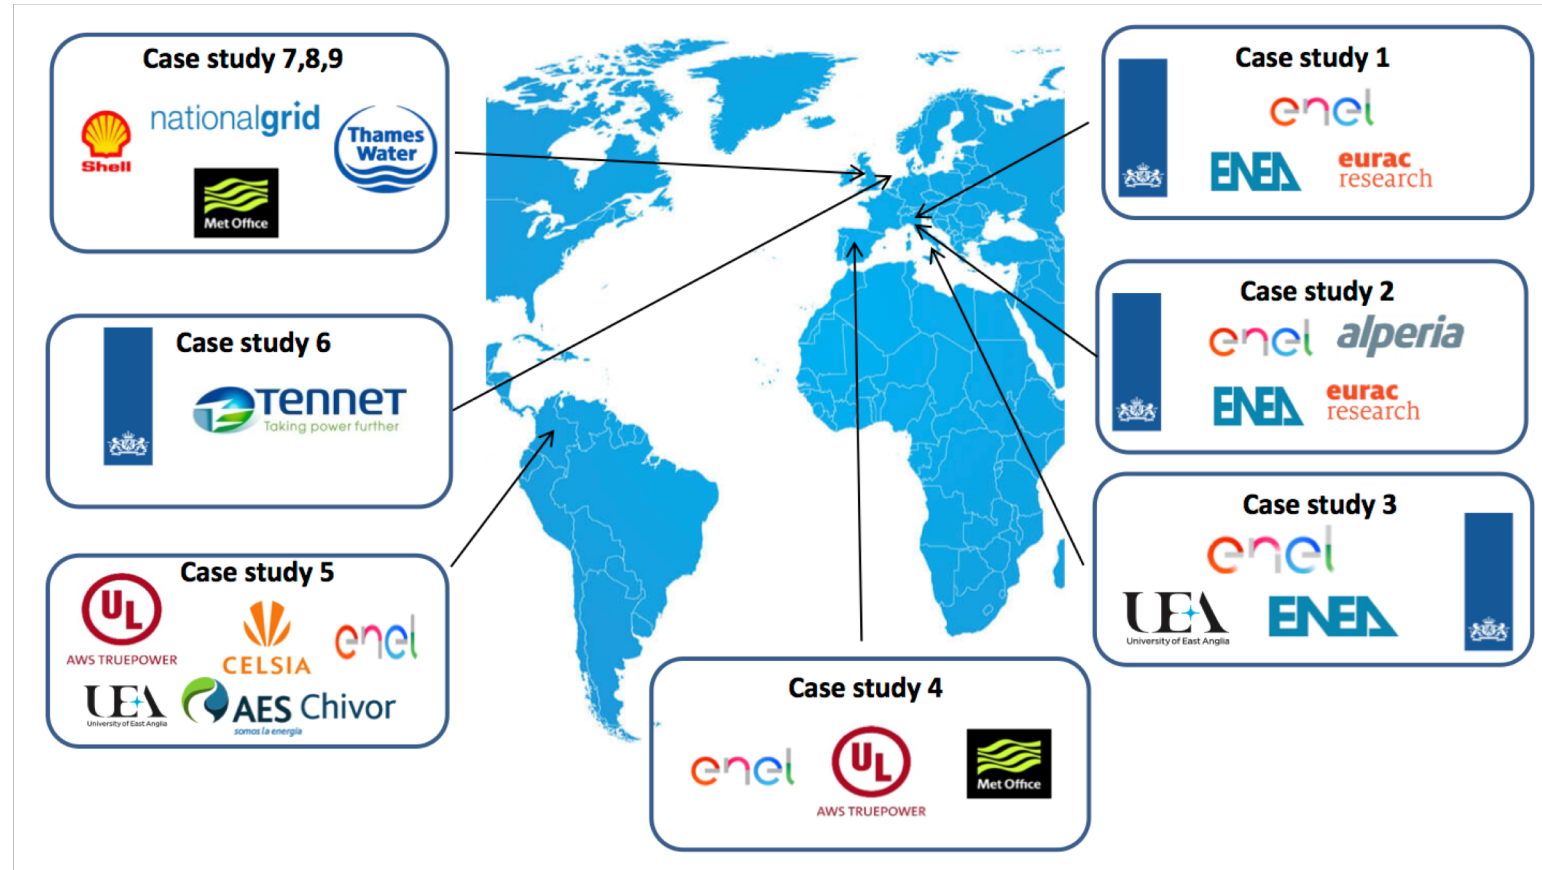 Case study 7,8,9
nationalgrid
Shell
Thames
Water
Met Office
Case study 1
enel
ENEA
eurac
research
Case study 2
enel
alperia
ENEA
eurac
research
Case study 6
TenneT
Taking power further
Case study 3
enel
UEA
University of East Anglia
ENEA
Case study 5
UL
AWS TRUEPOWER
CELSIA
enel
UEA
University of East Anglia
AES Chivor
somos la energía
Case study 4
enel
UL
AWS TRUEPOWER
Met Office